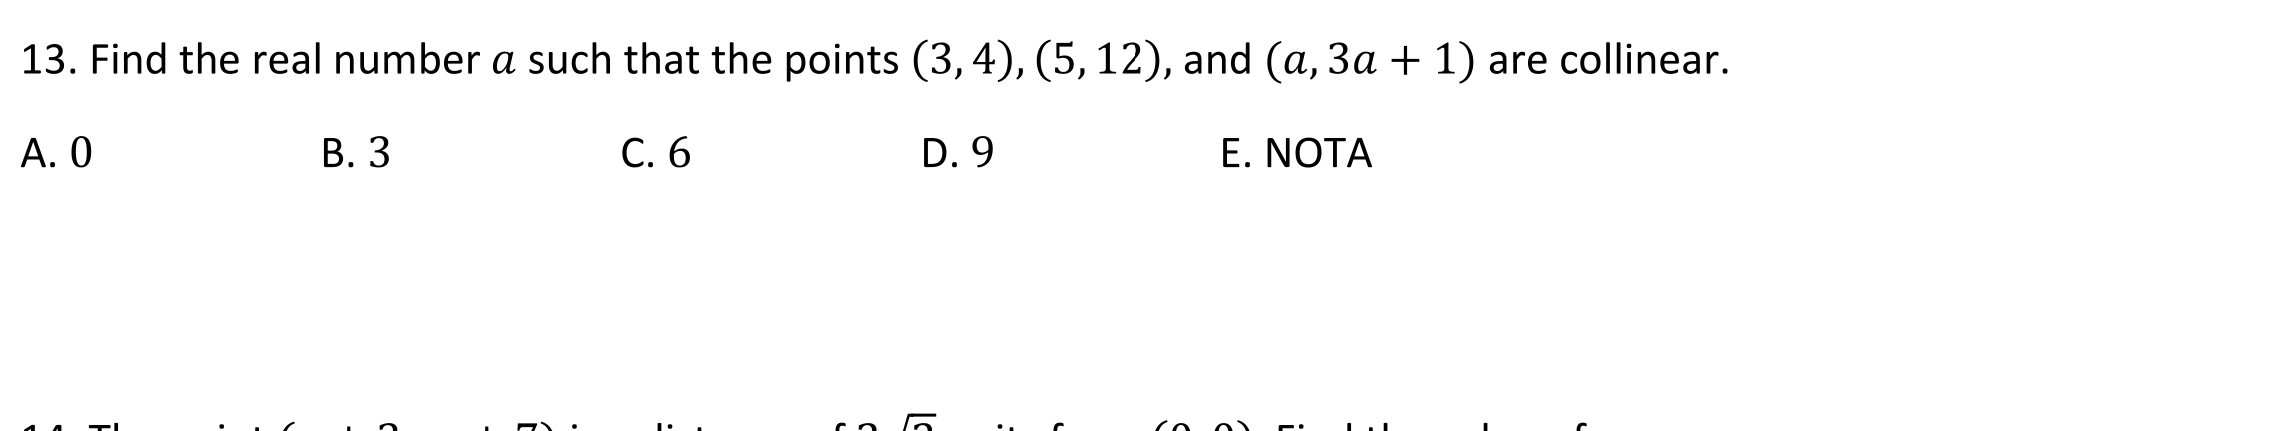 13. Find the real number a such that the points (3, 4), (5, 12), and (a, 3a + 1) are collinear.
A. 0 B. 3 C. 6 D. 9 E. NOTA